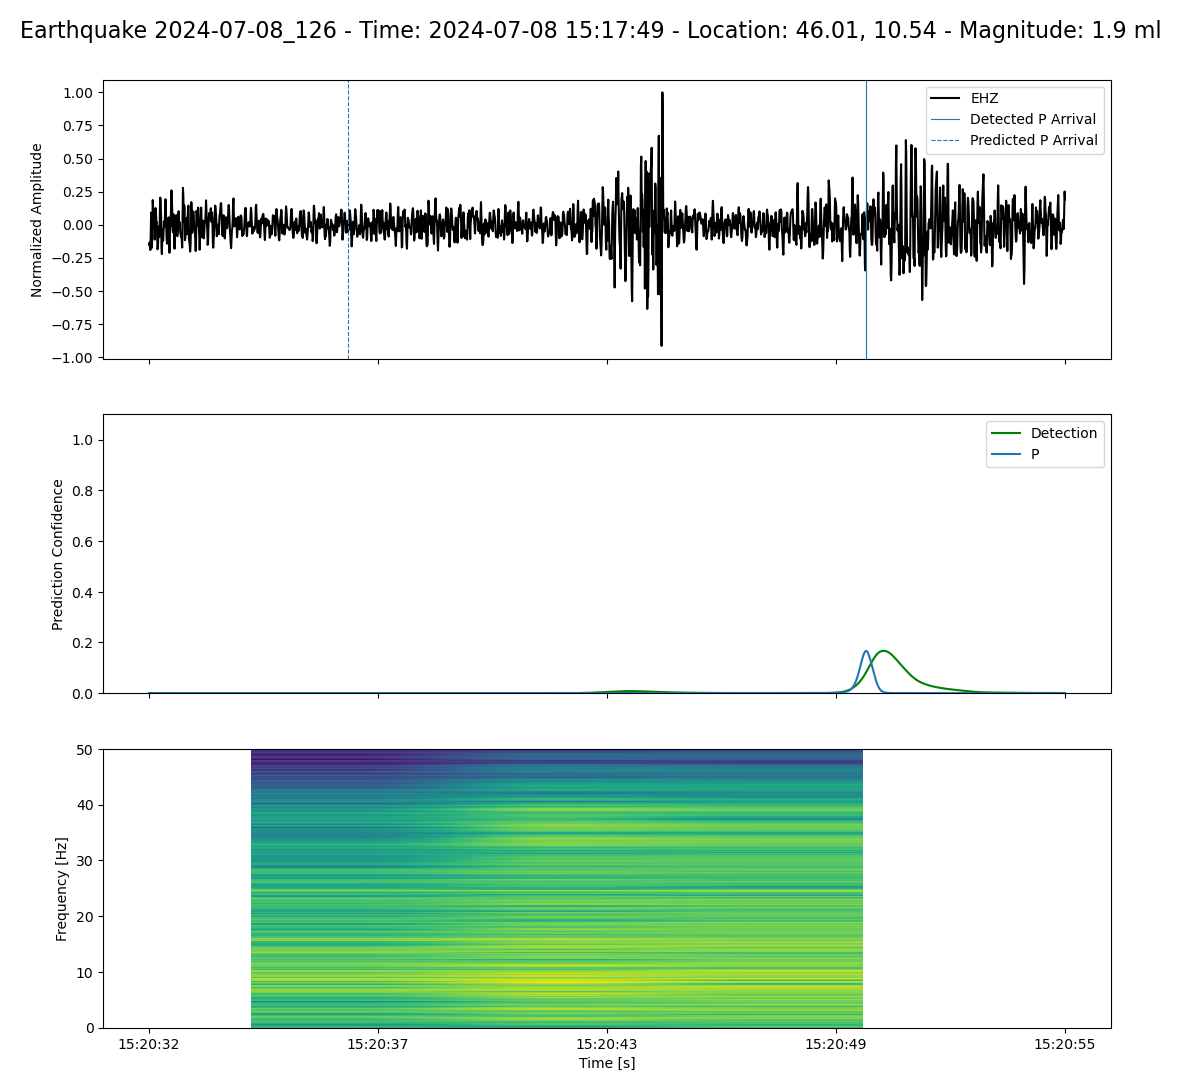 Earthquake 2024-07-08_126 - Time: 2024-07-08 15:17:49 - Location: 46.01, 10.54 - Magnitude: 1.9 ml
Normalized Amplitude
1.00
0.75
0.50
0.25
0.00
−0.25
−0.50
−0.75
−1.00
EHZ
Detected P Arrival
Predicted P Arrival
Prediction Confidence
1.0
0.8
0.6
0.4
0.2
0.0
Detection
P
Frequency [Hz]
50
40
30
20
10
0
15:20:32 15:20:37 15:20:43 15:20:49 15:20:55
Time [s]